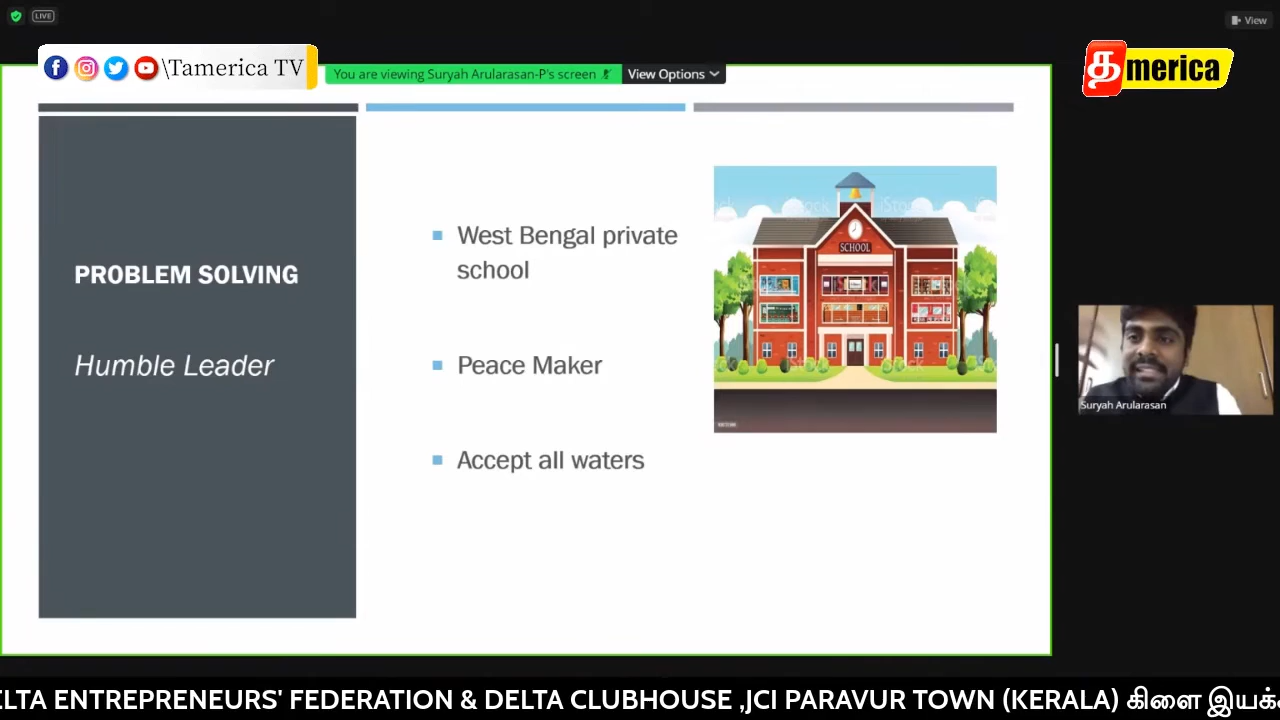 LIVE
View
\Tamerica TV
You are viewing Suryah Arularasan-P's screen
View Options
தmerica
PROBLEM SOLVING
Humble Leader
West Bengal private
school
Peace Maker
Accept all waters
SCHOOL
iStock
Suryah Arularasan
ELTA ENTREPRENEURS' FEDERATION & DELTA CLUBHOUSE ,JCI PARAVUR TOWN (KERALA) கிளை இயக்